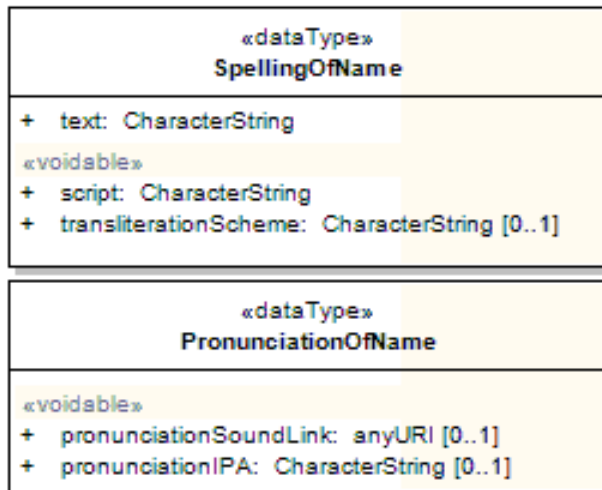 «dataType»
SpellingOfName
+ text: CharacterString
«voidable»
+ script: CharacterString
+ transliterationScheme: CharacterString [0..1]
«dataType»
PronunciationOfName
«voidable»
+ pronunciationSoundLink: anyURI [0..1]
+ pronunciationIPA: CharacterString [0..1]